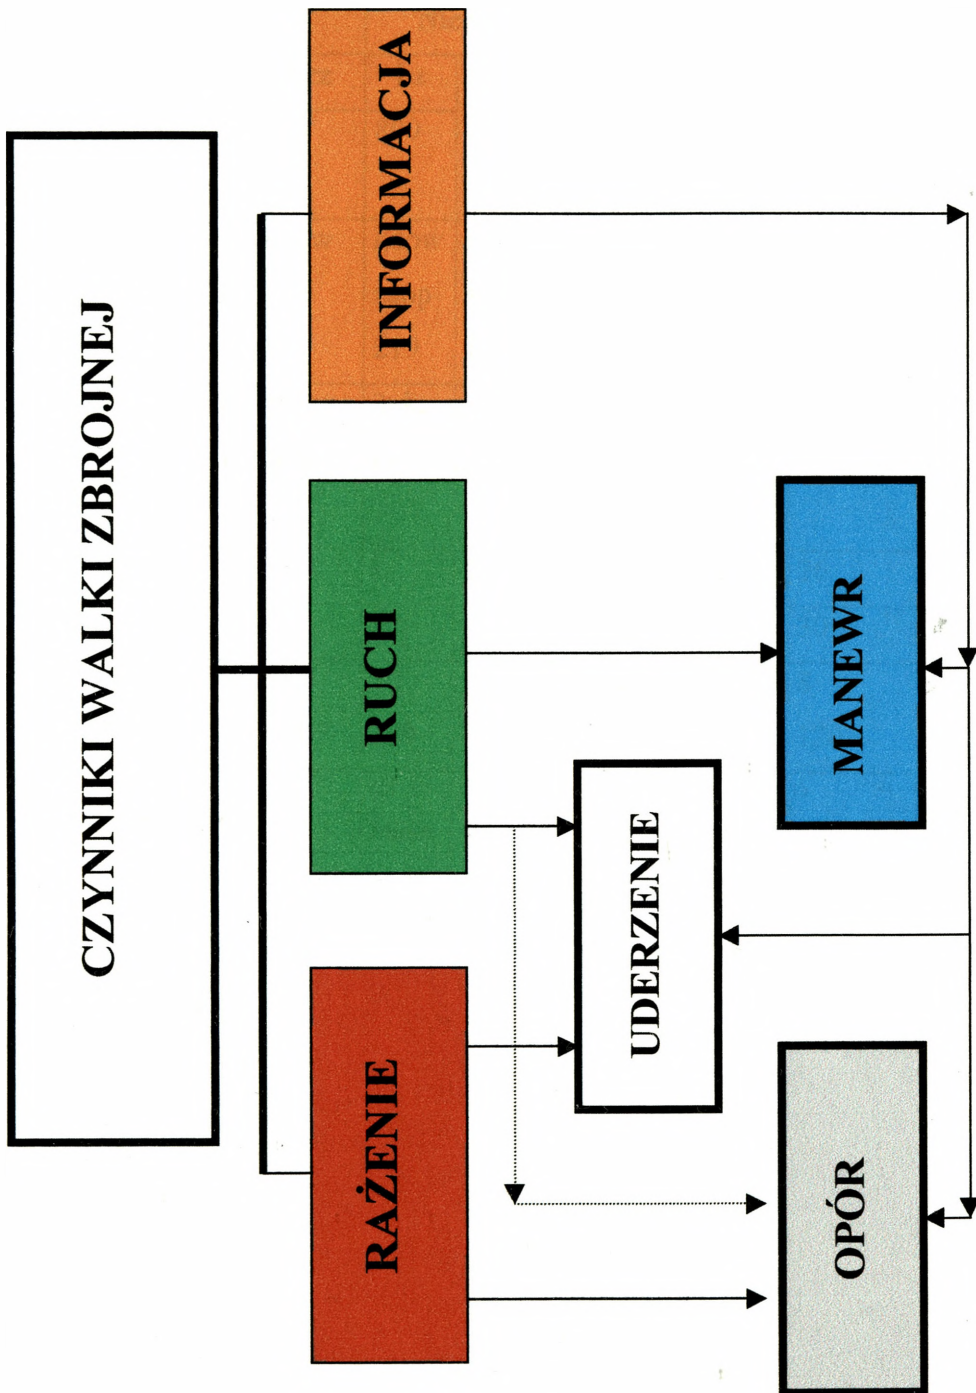 CZYNNIKI WALKI ZBROJNEJ
RAŻENIE
RUCH
INFORMACJA
UDERZENIE
OPÓR
MANEWR